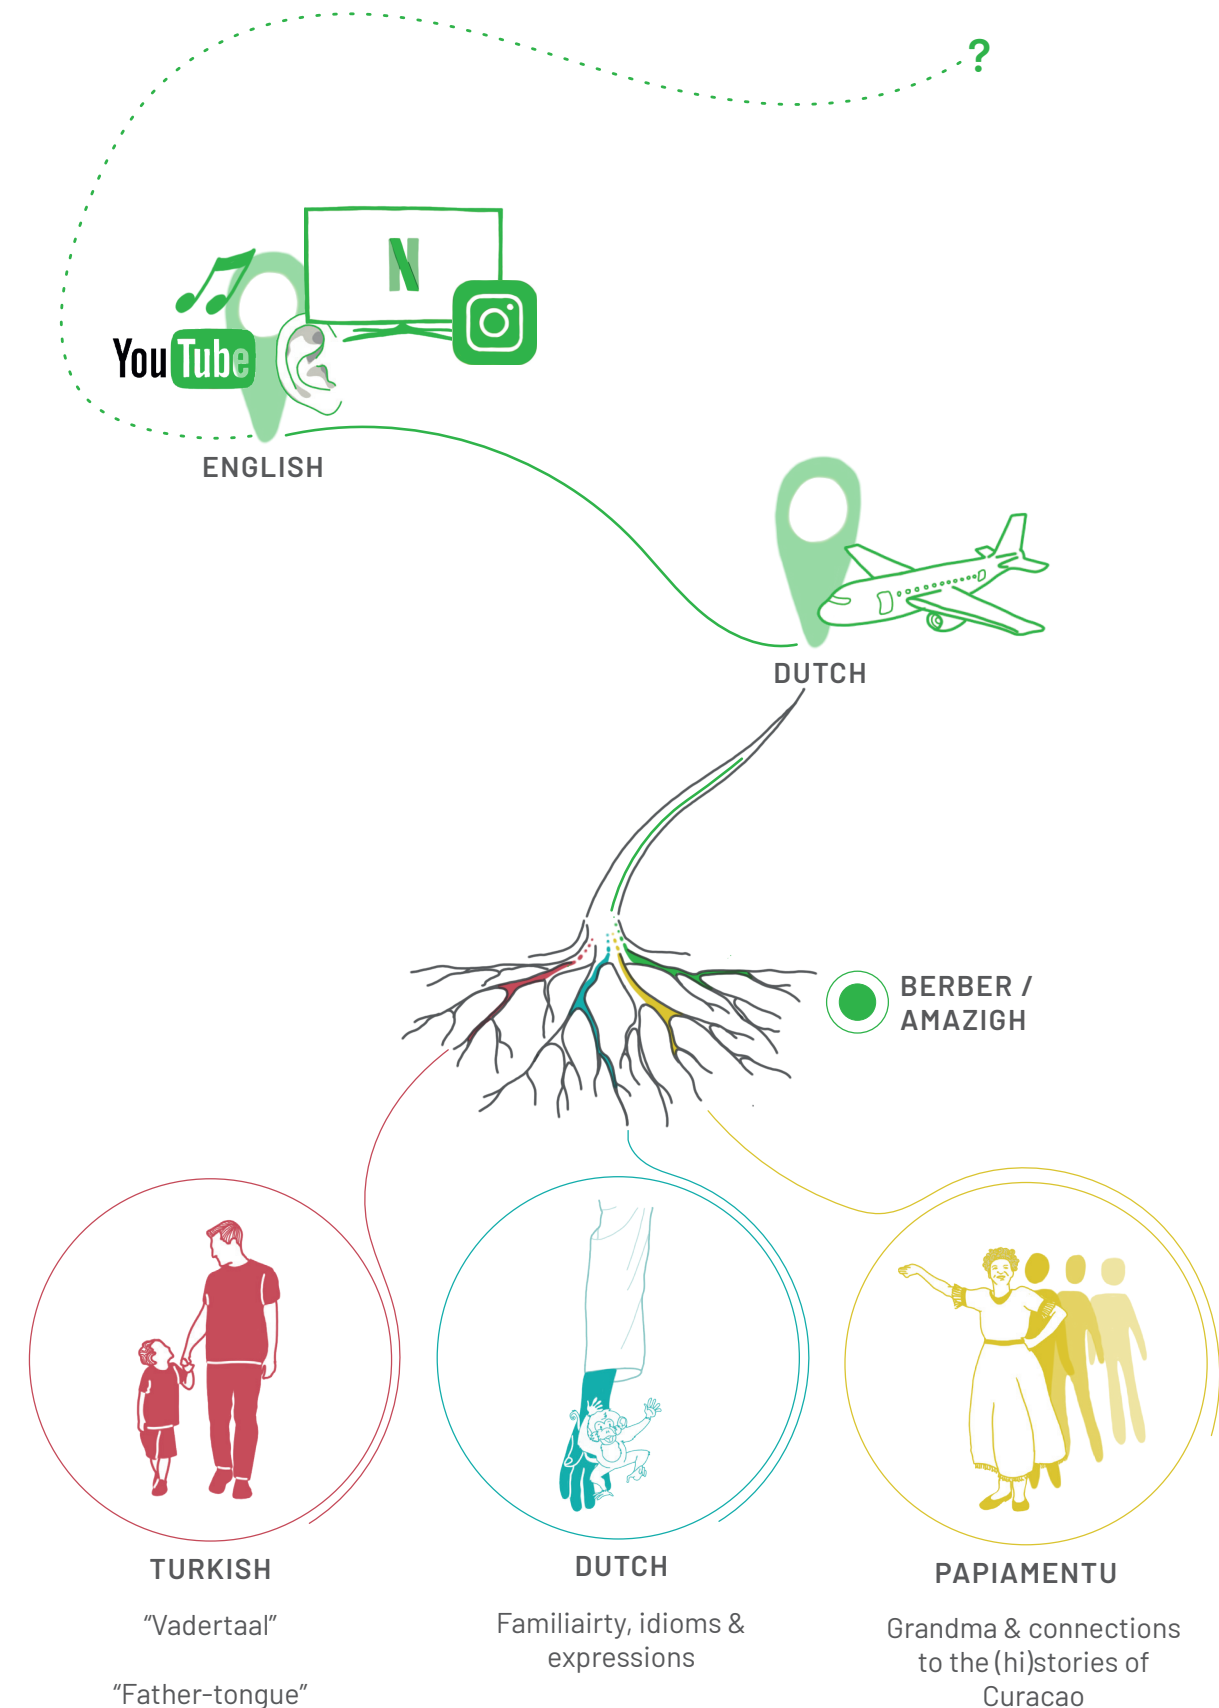 ?
N
YouTube
ENGLISH
DUTCH
BERBER /
AMAZIGH
TURKISH
“Vadertaal”
“Father-tongue”
DUTCH
Familiairty, idioms &
expressions
PAPIAMENTU
Grandma & connections
to the (hi)stories of
Curacao